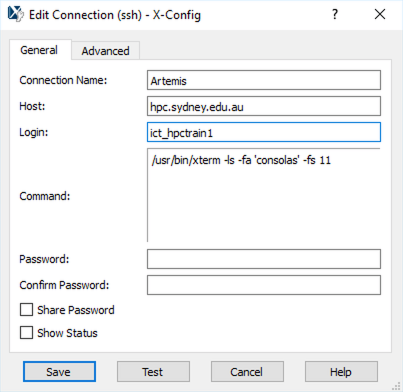 Edit Connection (ssh) - X-Config
General
Advanced
Connection Name: Artemis
Host: hpc.sydney.edu.au
Login: ict_hpctrain1
/usr/bin/xterm -ls -fa 'consolas' -fs 11
Command:
Password:
Confirm Password:
Share Password
Show Status
Save Test Cancel Help